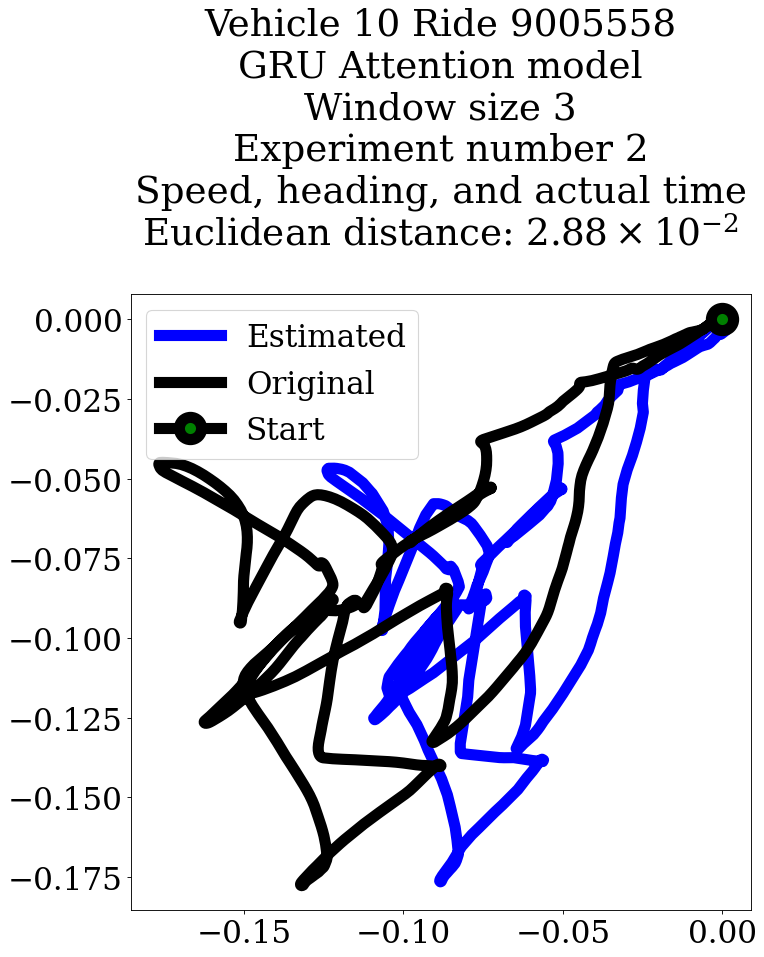 Vehicle 10 Ride 9005558
GRU Attention model
Window size 3
Experiment number 2
Speed, heading, and actual time
Euclidean distance: 2.88 × 10⁻²
Estimated
Original
Start
0.000
−0.025
−0.050
−0.075
−0.100
−0.125
−0.150
−0.175
−0.15 −0.10 −0.05 0.00